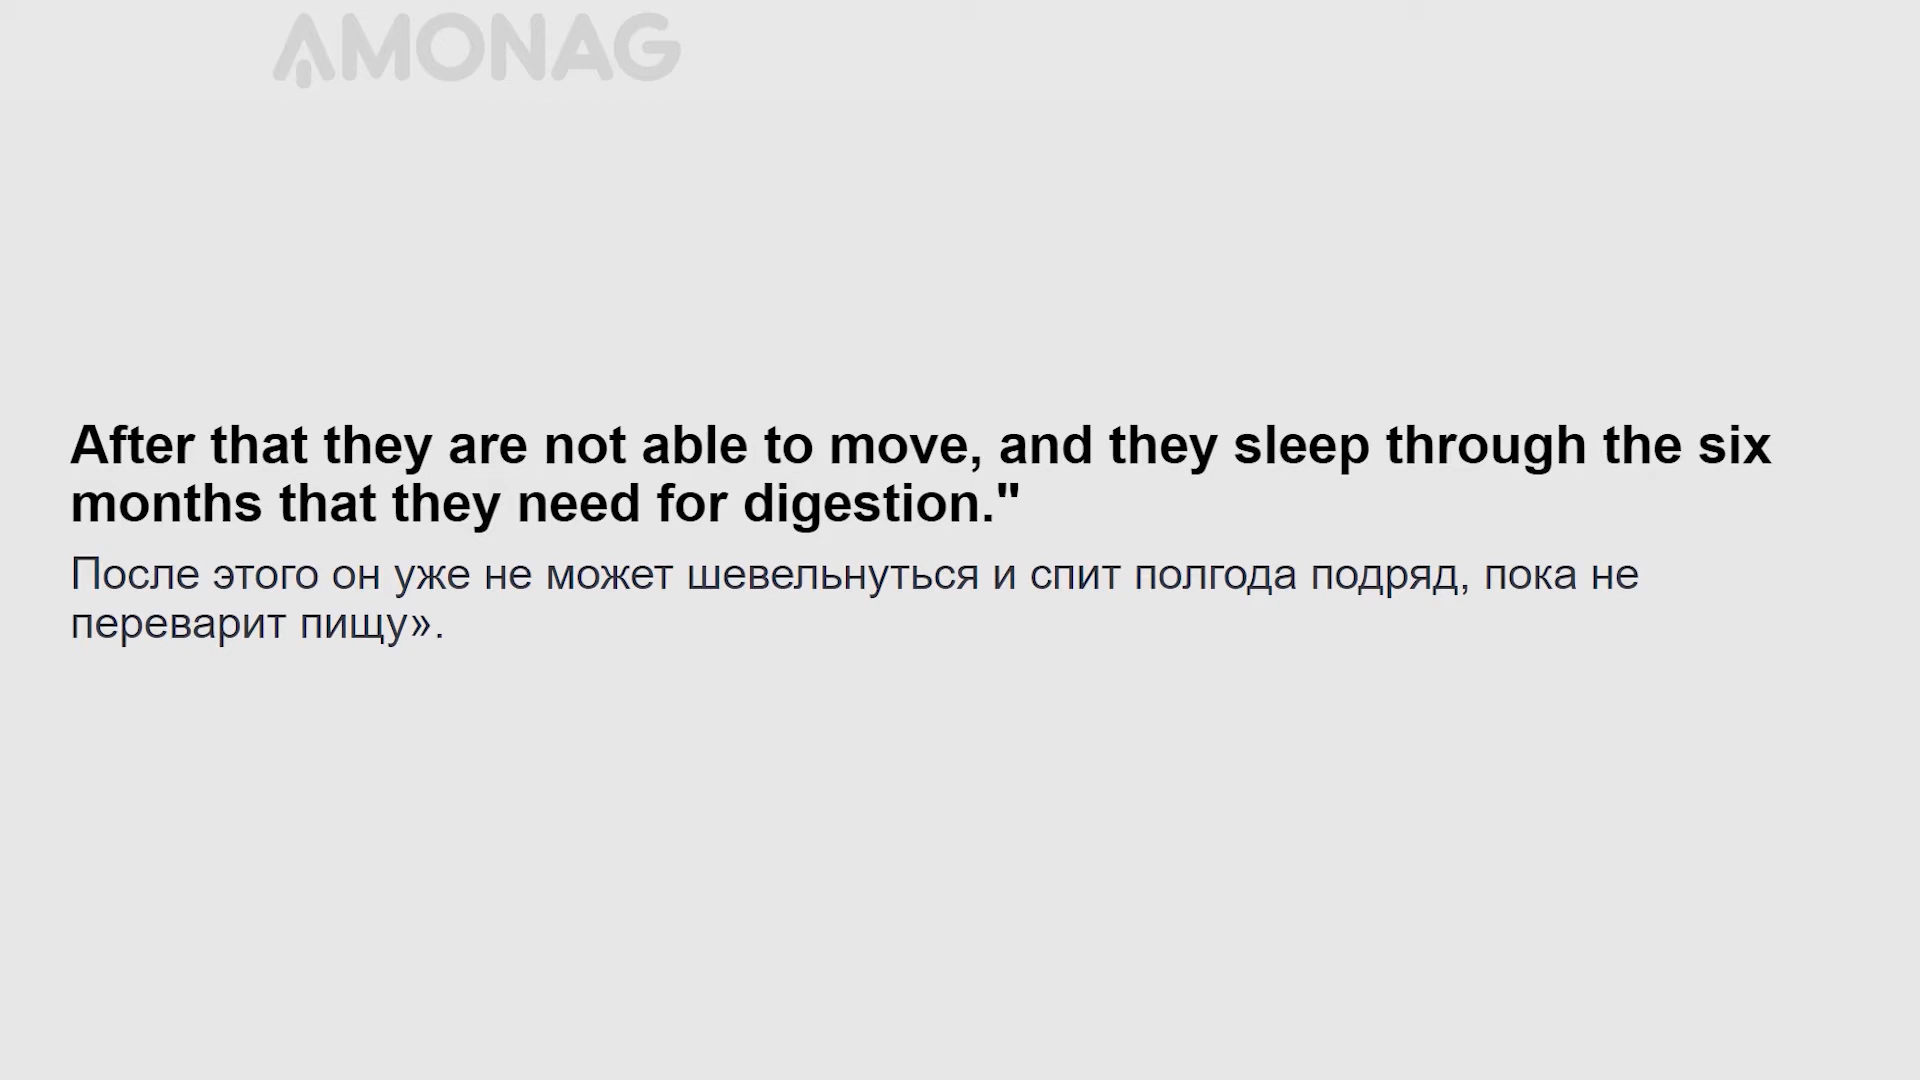 AMONAG
After that they are not able to move, and they sleep through the six
months that they need for digestion."
После этого он уже не может шевельнуться и спит полгода подряд, пока не
переварит пищу».